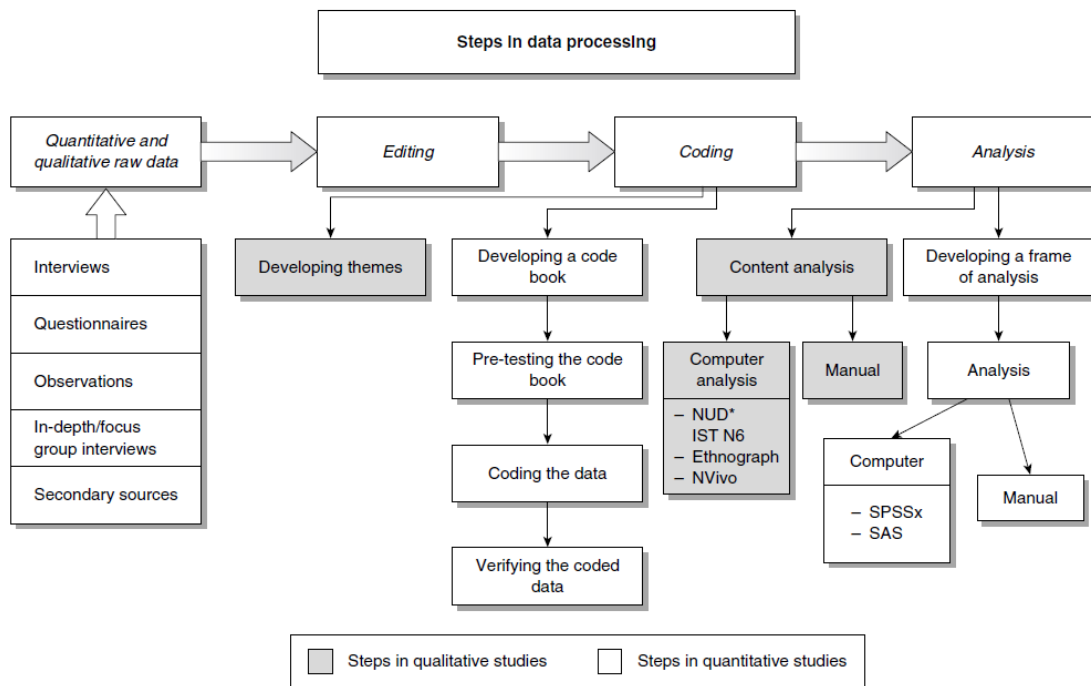 Steps in data processing
Quantitative and
qualitative raw data
Editing
Coding
Analysis
Interviews
Questionnaires
Observations
In-depth/focus
group interviews
Secondary sources
Developing themes
Developing a code
book
Pre-testing the code
book
Coding the data
Verifying the coded
data
Content analysis
Computer
analysis
– NUD*
IST N6
– Ethnograph
– NVivo
Manual
Developing a frame
of analysis
Analysis
Computer
– SPSSx
– SAS
Manual
Steps in qualitative studies
Steps in quantitative studies